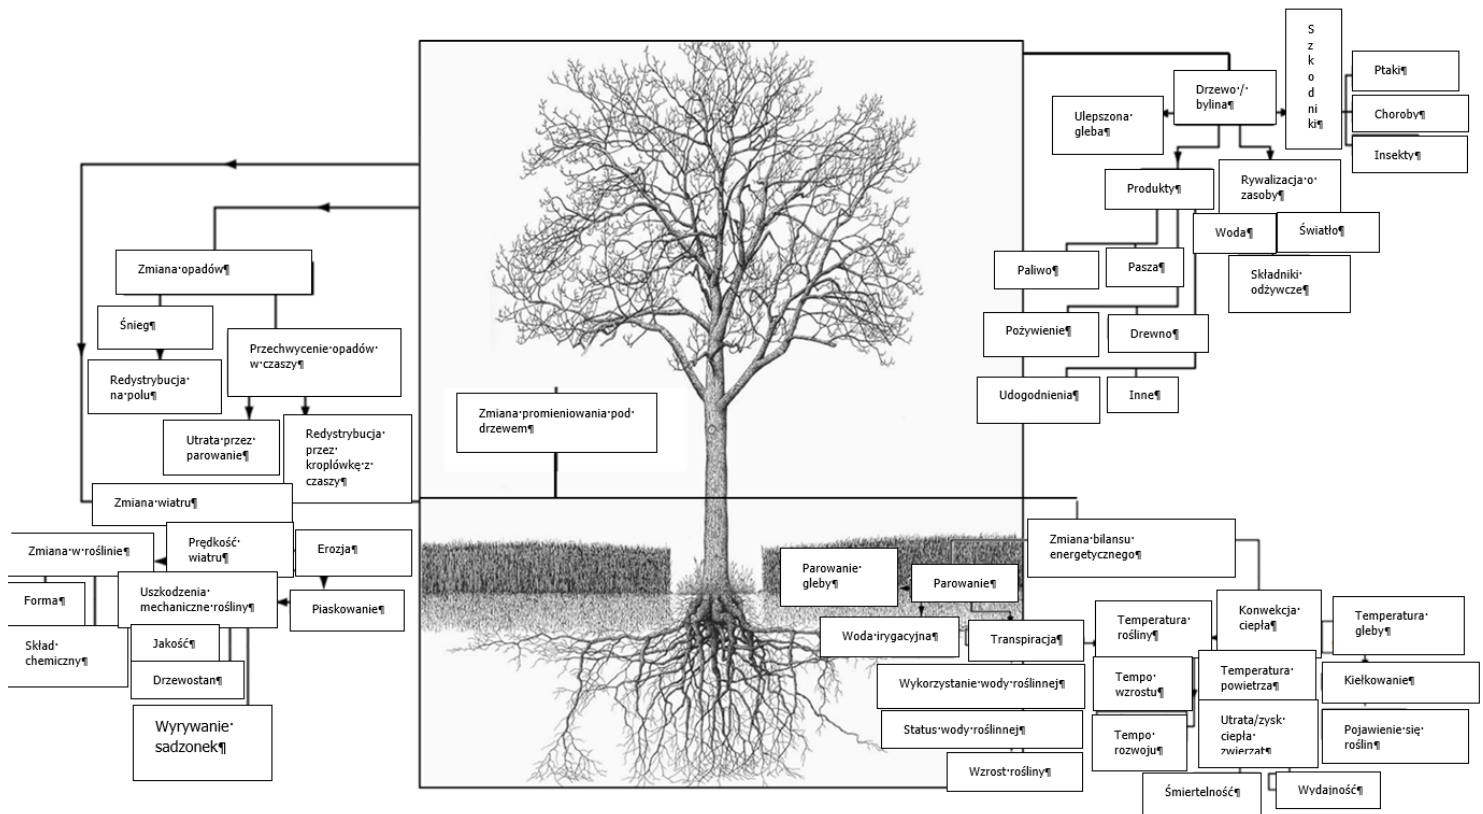 S
z
k
o
d
ni
ki¶
Ptaki¶
Choroby¶
Insekty¶
Drzewo·/·
bylina¶
Ulepszona·
gleba¶
Produkty¶
Rywalizacja·o·
zasoby¶
Woda¶
Światło¶
Składniki·
odżywcze¶
Paliwo¶
Pasza¶
Pożywienie¶
Drewno¶
Udogodnienia¶
Inne¶
Zmiana·opadów¶
Śnieg¶
Redystrybucja·
na·polu¶
Przechwycenie·opadów·
w·czaszy¶
Utrata·przez·
parowanie¶
Redystrybucja·
przez·
kroplówkę·z·
czaszy¶
Zmiana·promieniowania·pod·
drzewem¶
Zmiana·wiatru¶
Zmiana·w·roślinie¶
Prędkość·
wiatru¶
Erozja¶
Forma¶
Uszkodzenia·
mechaniczne·rośliny¶
Piaskowanie¶
Skład·
chemiczny¶
Jakość¶
Drzewostan¶
Wyrywanie·
sadzonek¶
Zmiana·bilansu·
energetycznego¶
Parowanie·
gleby¶
Parowanie¶
Woda·irygacyjna¶
Transpiracja¶
Wykorzystanie·wody·roślinnej¶
Status·wody·roślinnej¶
Wzrost·rośliny¶
Temperatura·
rośliny¶
Konwekcja·
ciepła¶
Temperatura·
gleby¶
Tempo·
wzrostu¶
Temperatura·
powietrza¶
Kiełkowanie¶
Tempo·
rozwoju¶
Utrata/zysk·
ciepła·
zwierząt¶
Pojawienie·się·
roślin¶
Śmiertelność¶
Wydajność¶